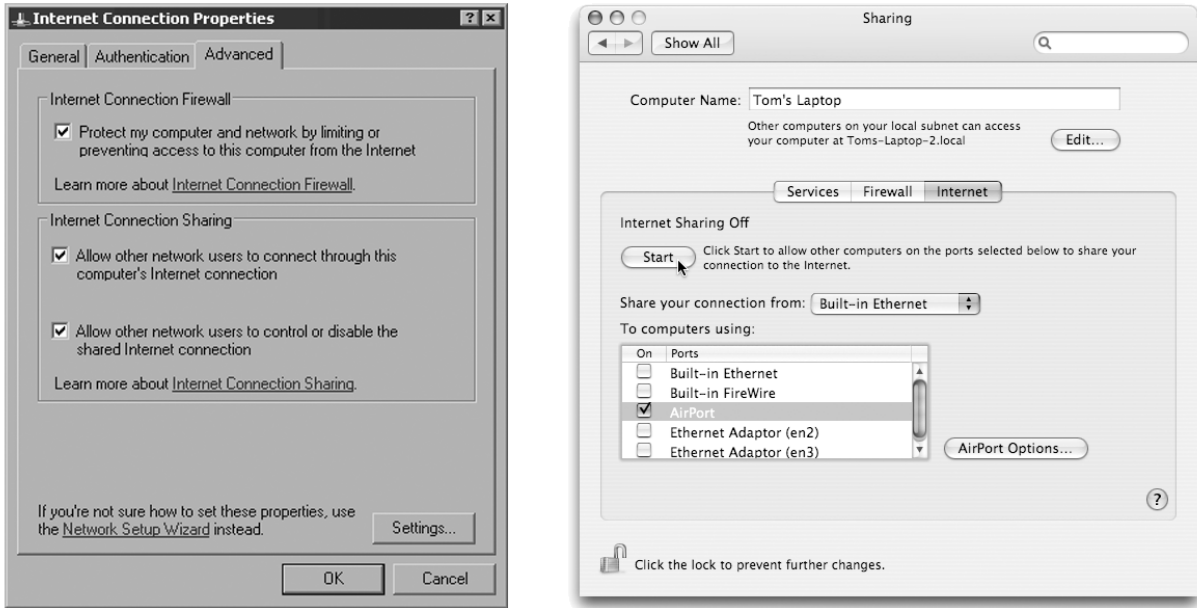 Internet Connection Properties
General Authentication Advanced
Internet Connection Firewall
Protect my computer and network by limiting or
preventing access to this computer from the Internet
Learn more about Internet Connection Firewall.
Internet Connection Sharing
Allow other network users to connect through this
computer's Internet connection
Allow other network users to control or disable the
shared Internet connection
Learn more about Internet Connection Sharing.
If you're not sure how to set these properties, use
the Network Setup Wizard instead.
Settings...
OK Cancel
Sharing
Show All
Computer Name: Tom's Laptop
Other computers on your local subnet can access
your computer at Toms-Laptop-2.local
Edit...
Services Firewall Internet
Internet Sharing Off
Start
Click Start to allow other computers on the ports selected below to share your
connection to the Internet.
Share your connection from: Built-in Ethernet
To computers using:
On Ports
Built-in Ethernet
Built-in FireWire
AirPort
Ethernet Adaptor (en2)
Ethernet Adaptor (en3)
AirPort Options...
?
Click the lock to prevent further changes.